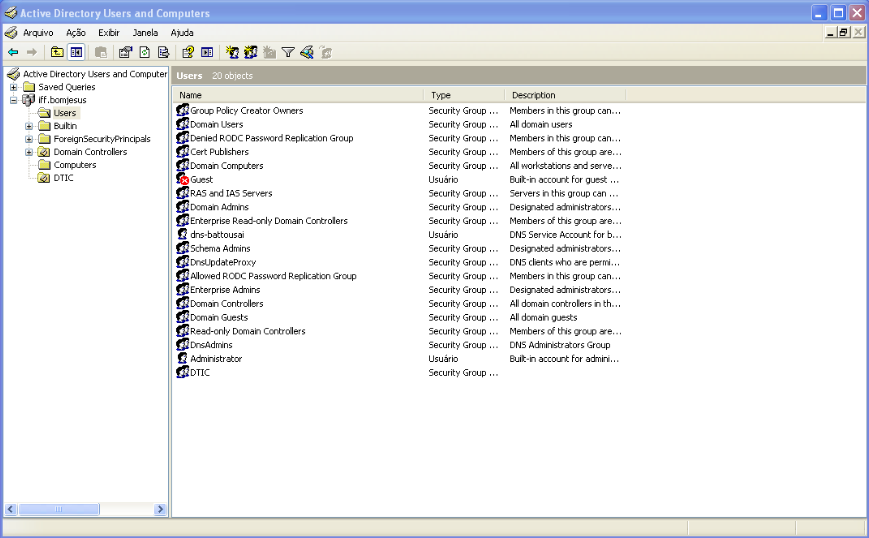 Active Directory Users and Computers
Arquivo Ação Exibir Janela Ajuda
Active Directory Users and Computer
Saved Queries
iff.bomjesus
Users
Builtin
ForeignSecurityPrincipals
Domain Controllers
Computers
DTIC
Users 20 objects
Name Type Description
Group Policy Creator Owners Security Group ... Members in this group can...
Domain Users Security Group ... All domain users
Denied RODC Password Replication Group Security Group ... Members in this group can...
Cert Publishers Security Group ... Members of this group are...
Domain Computers Security Group ... All workstations and serve...
Guest Usuário Built-in account for guest ...
RAS and IAS Servers Security Group ... Servers in this group can ...
Domain Admins Security Group ... Designated administrators...
Enterprise Read-only Domain Controllers Security Group ... Members of this group are...
dns-battousai Usuário DNS Service Account for b...
Schema Admins Security Group ... Designated administrators...
DnsUpdateProxy Security Group ... DNS clients who are permi...
Allowed RODC Password Replication Group Security Group ... Members in this group can...
Enterprise Admins Security Group ... Designated administrators...
Domain Controllers Security Group ... All domain controllers in th...
Domain Guests Security Group ... All domain guests
Read-only Domain Controllers Security Group ... Members of this group are...
DnsAdmins Security Group ... DNS Administrators Group
Administrator Usuário Built-in account for admini...
DTIC Security Group ...